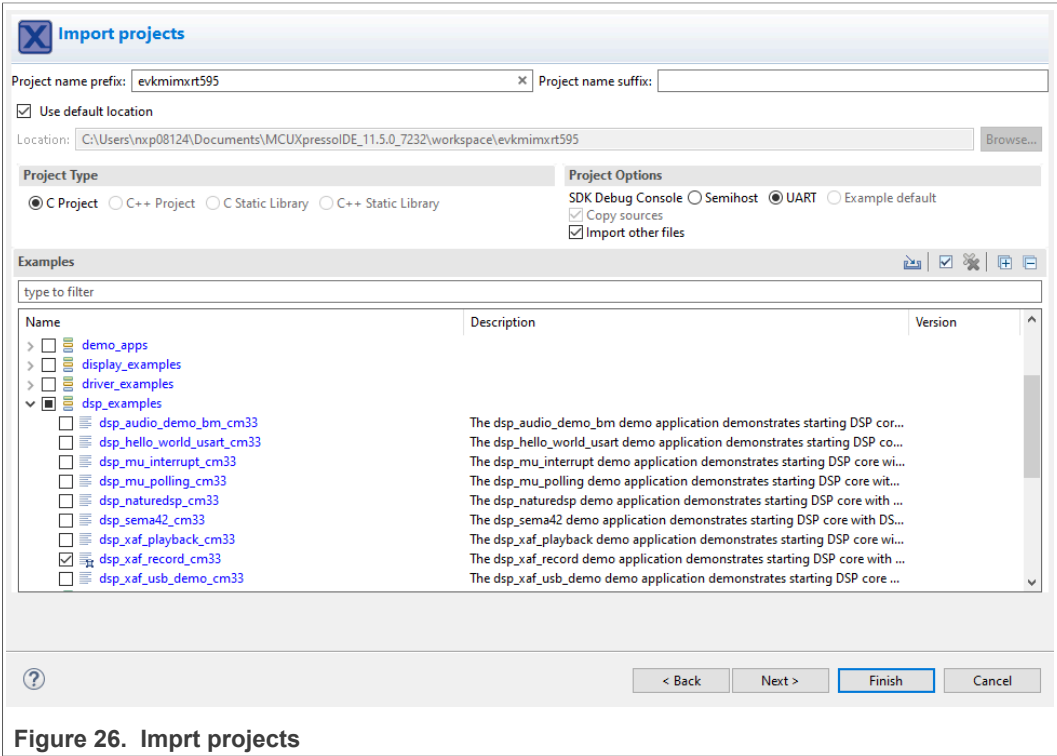 Import projects
Project name prefix: evkmimxrt595 × Project name suffix:
Use default location
Location: C:\Users\nxp08124\Documents\MCUXpressoIDE_11.5.0_7232\workspace\evkmimxrt595 Browse...
Project Type Project Options
C Project C++ Project C Static Library C++ Static Library SDK Debug Console Semihost UART Example default
Copy sources
Import other files
Examples
type to filter
Name Description Version
demo_apps
display_examples
driver_examples
dsp_examples
dsp_audio_demo_bm_cm33 The dsp_audio_demo_bm demo application demonstrates starting DSP cor...
dsp_hello_world_usart_cm33 The dsp_hello_world_usart demo application demonstrates starting DSP co...
dsp_mu_interrupt_cm33 The dsp_mu_interrupt demo application demonstrates starting DSP core wi...
dsp_mu_polling_cm33 The dsp_mu_polling demo application demonstrates starting DSP core wit...
dsp_naturedsp_cm33 The dsp_naturedsp demo application demonstrates starting DSP core with ...
dsp_sema42_cm33 The dsp_sema42 demo application demonstrates starting DSP core with DS...
dsp_xaf_playback_cm33 The dsp_xaf_playback demo application demonstrates starting DSP core wi...
dsp_xaf_record_cm33 The dsp_xaf_record demo application demonstrates starting DSP core with ...
dsp_xaf_usb_demo_cm33 The dsp_xaf_usb_demo demo application demonstrates starting DSP core ...
? < Back Next > Finish Cancel
Figure 26. Imprt projects